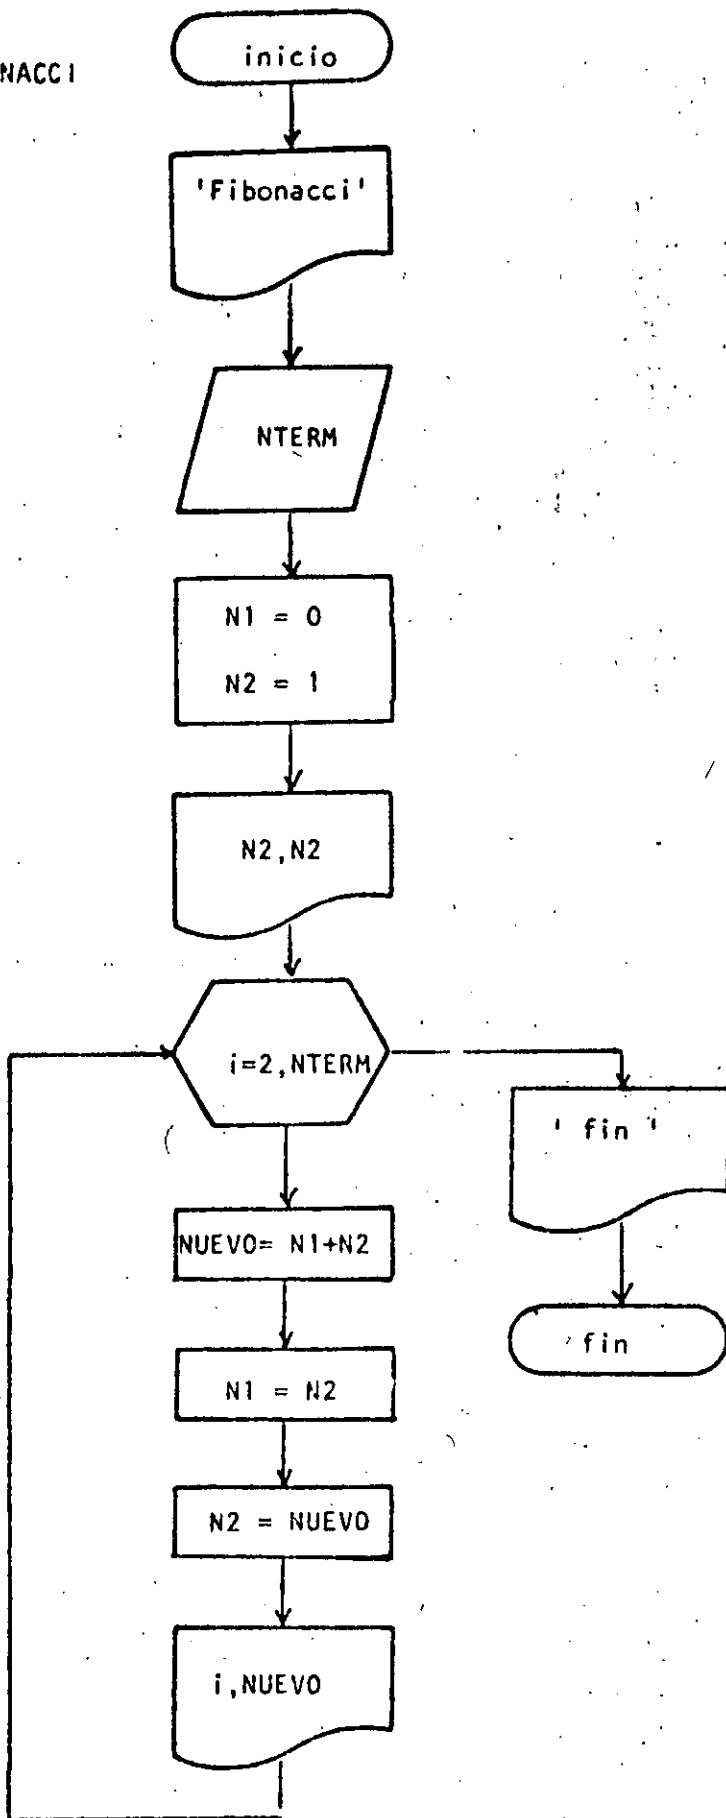 NACCI
inicio
'Fibonacci'
NTERM
N1 = 0
N2 = 1
N2,N2
i=2,NTERM
' fin '
NUEVO= N1+N2
fin
N1 = N2
N2 = NUEVO
i,NUEVO